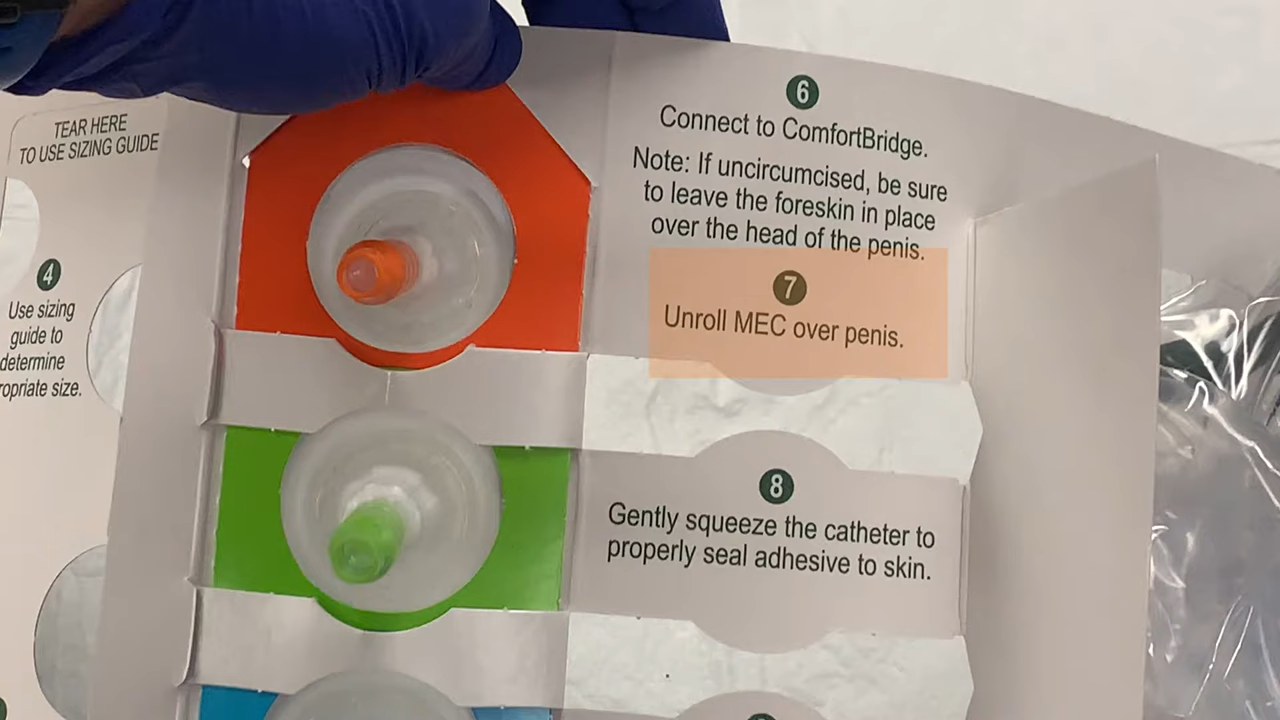 TEAR HERE
TO USE SIZING GUIDE
4
Use sizing
guide to
determine
ropriate size.
6
Connect to ComfortBridge.
Note: If uncircumcised, be sure
to leave the foreskin in place
over the head of the penis.
7
Unroll MEC over penis.
8
Gently squeeze the catheter to
properly seal adhesive to skin.